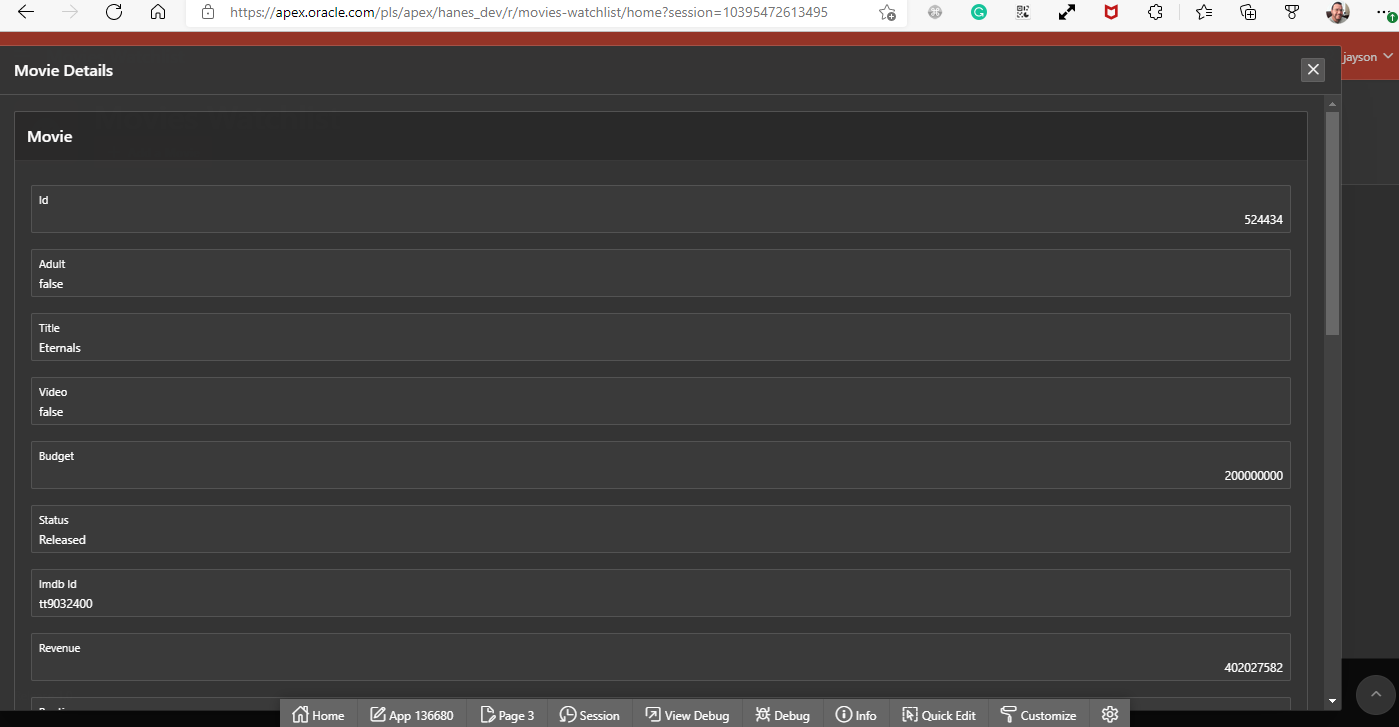 https://apex.oracle.com/pls/apex/hanes_dev/r/movies-watchlist/home?session=10395472613495
jayson
Movie Details
Movie
Id
524434
Adult
false
Title
Eternals
Video
false
Budget
200000000
Status
Released
Imdb Id
tt9032400
Revenue
402027582
Home App 136680 Page 3 Session View Debug Debug Info Quick Edit Customize